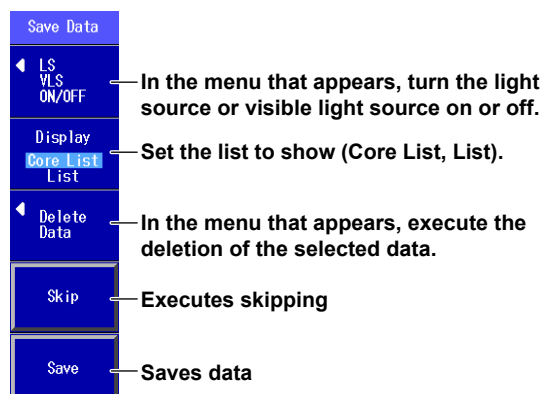 Save Data
LS
VLS
ON/OFF
In the menu that appears, turn the light
source or visible light source on or off.
Display
Core List
List
Set the list to show (Core List, List).
Delete
Data
In the menu that appears, execute the
deletion of the selected data.
Skip
Executes skipping
Save
Saves data